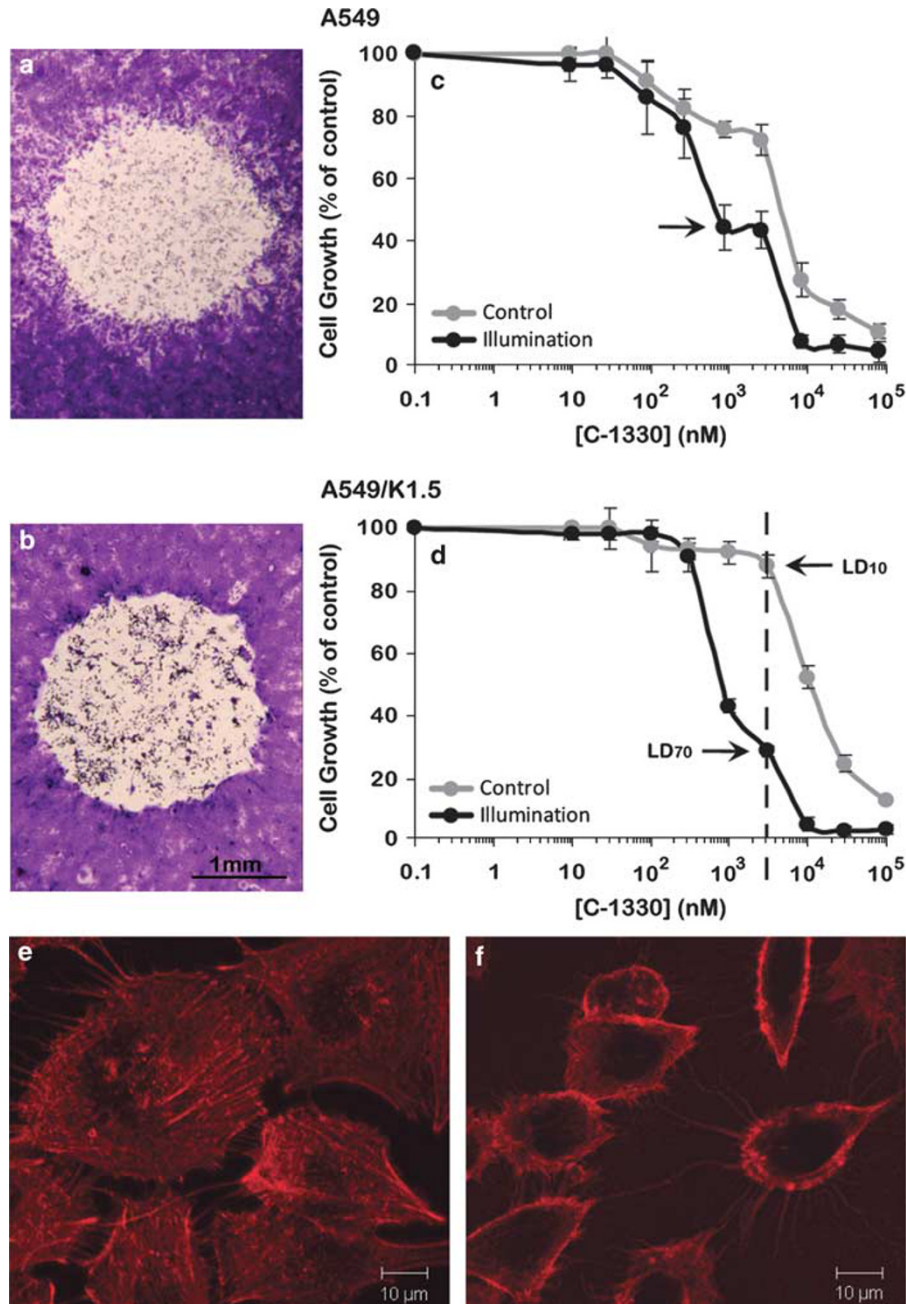 A549
a
c
100
80
60
40
20
0
Cell Growth (% of control)
Control
Illumination
0.1 1 10 10² 10³ 10⁴ 10⁵
[C-1330] (nM)
A549/K1.5
b
1mm
d
100
80
60
40
20
0
Cell Growth (% of control)
LD10
LD70
Control
Illumination
0.1 1 10 10² 10³ 10⁴ 10⁵
[C-1330] (nM)
e
10 µm
f
10 µm